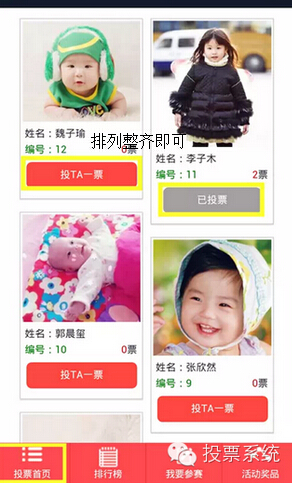 姓名：魏子瑜
编号：12 0票
投TA一票
排列整齐即可
姓名：李子木
编号：11 2票
已投票
姓名：郭晨玺
编号：10 0票
投TA一票
姓名：张欣然
编号：9 0票
投TA一票
投票系统
投票首页 排行榜 我要参赛 活动奖品